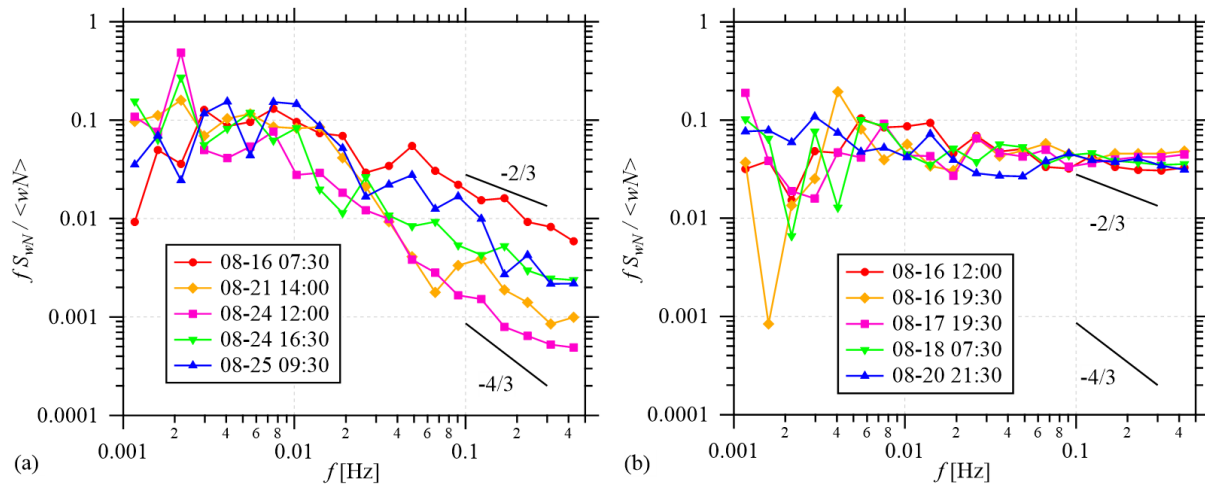 1
0.1
0.01
0.001
0.0001
f S_wN / <wN>
-2/3
-4/3
08-16 07:30
08-21 14:00
08-24 12:00
08-24 16:30
08-25 09:30
2 4 6 8 2 4 6 8 2 4
0.001 0.01 0.1
f [Hz]
(a)
1
0.1
0.01
0.001
0.0001
f S_wN / <wN>
-2/3
-4/3
08-16 12:00
08-16 19:30
08-17 19:30
08-18 07:30
08-20 21:30
2 4 6 8 2 4 6 8 2 4
0.001 0.01 0.1
f [Hz]
(b)